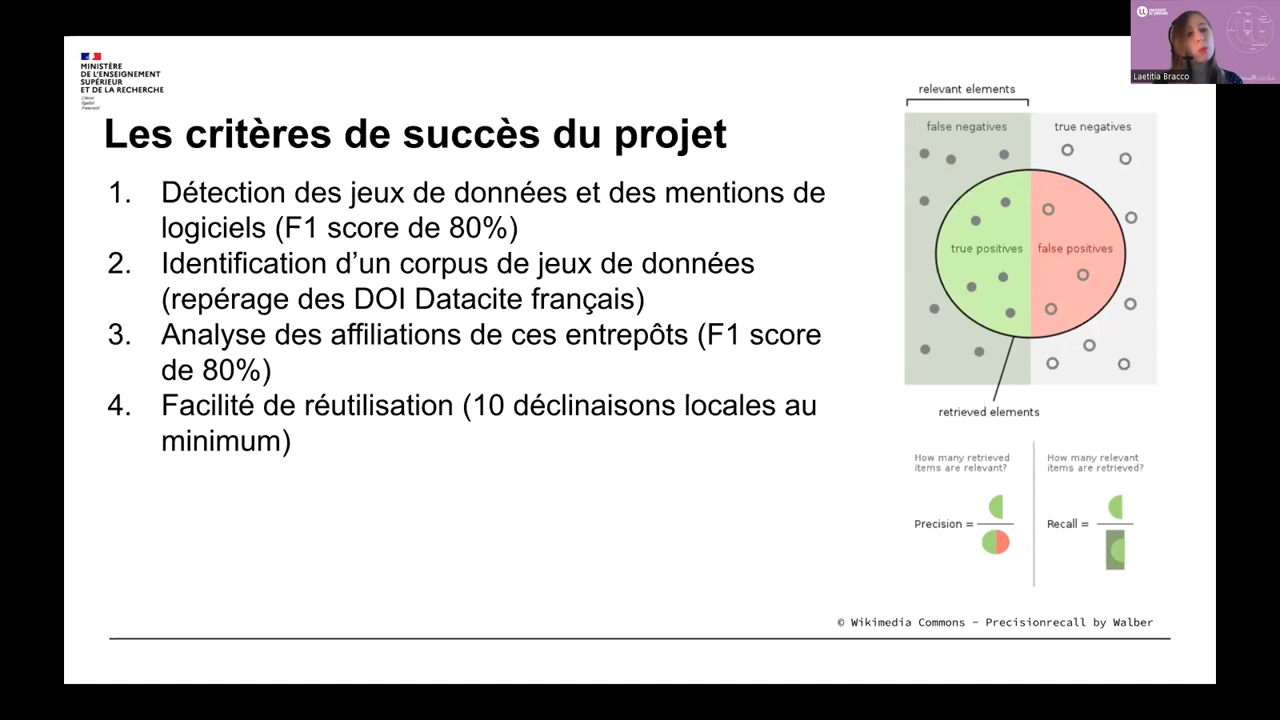 MINISTÈRE
DE L'ENSEIGNEMENT
SUPÉRIEUR
ET DE LA RECHERCHE
Liberté
Égalité
Fraternité
Laetitia Bracco
Les critères de succès du projet
1. Détection des jeux de données et des mentions de
logiciels (F1 score de 80%)
2. Identification d’un corpus de jeux de données
(repérage des DOI Datacite français)
3. Analyse des affiliations de ces entrepôts (F1 score
de 80%)
4. Facilité de réutilisation (10 déclinaisons locales au
minimum)
relevant elements
false negatives
true negatives
true positives
false positives
retrieved elements
How many retrieved
items are relevant?
Precision =
How many relevant
items are retrieved?
Recall =
© Wikimedia Commons - Precisionrecall by Walber